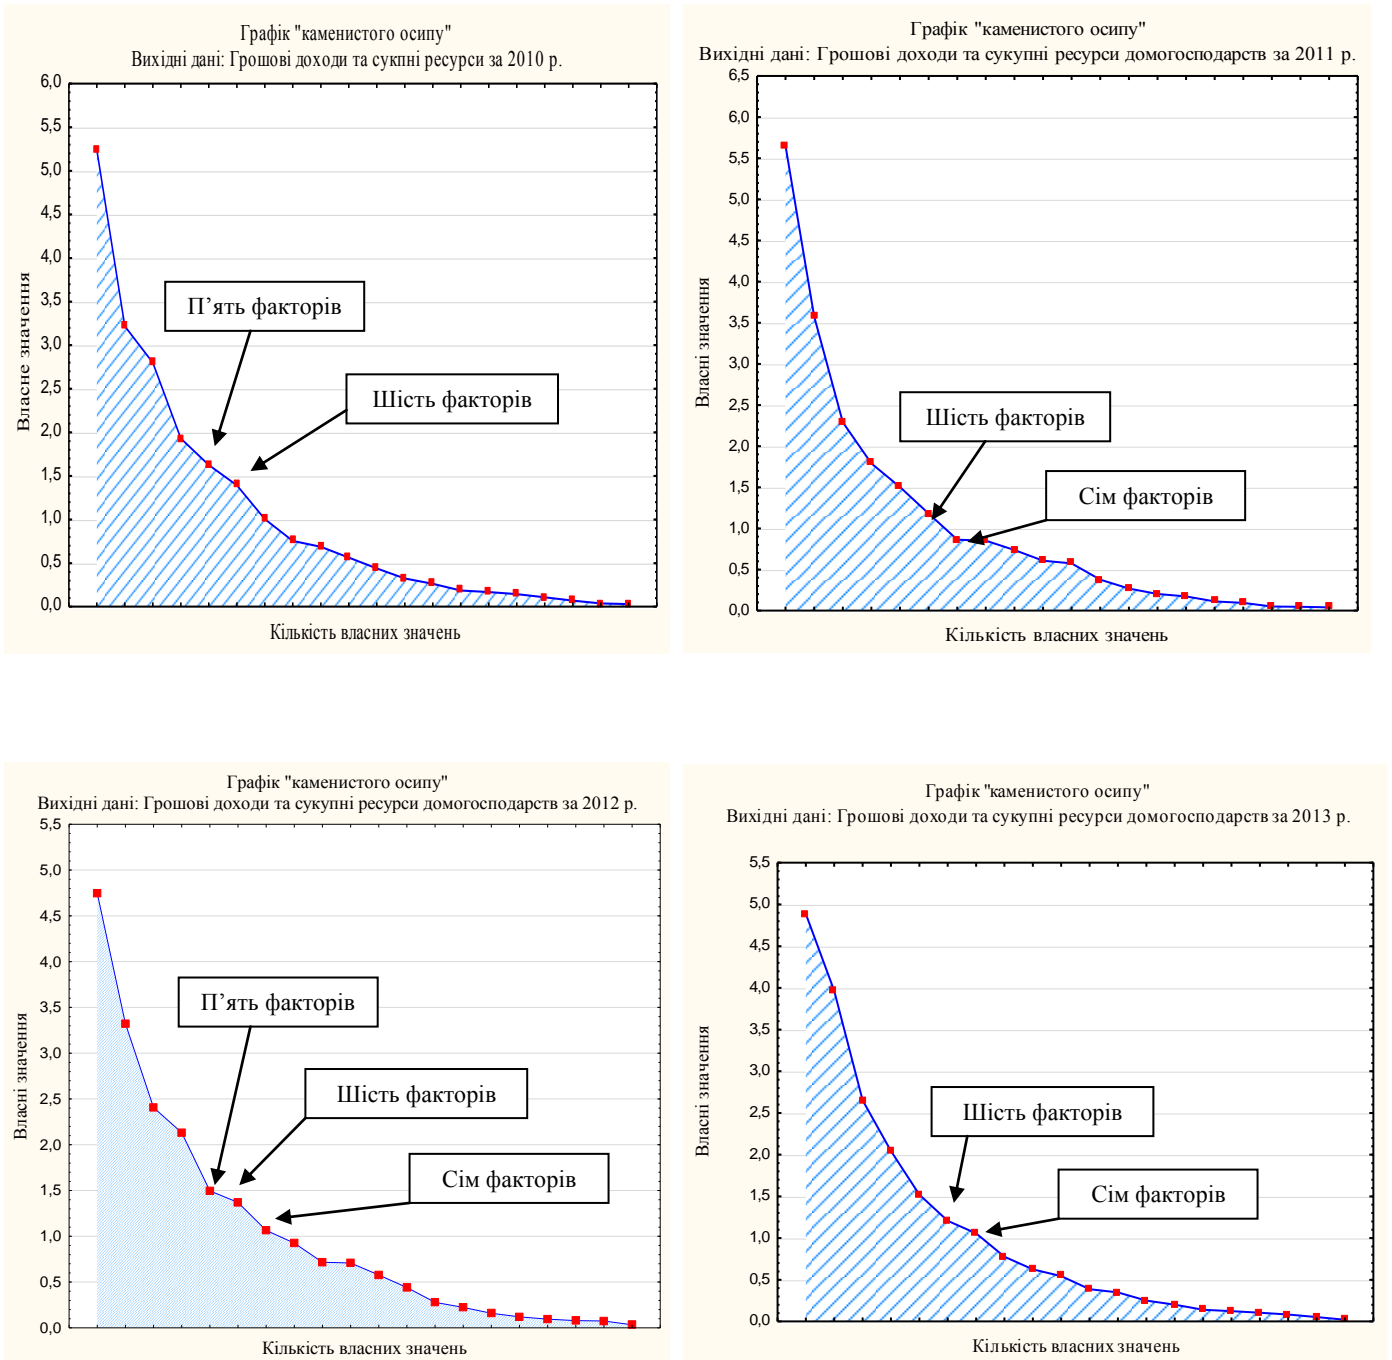 Графік "каменистого осипу"
Вихідні дані: Грошові доходи та сукпні ресурси за 2010 р.
6,0
5,5
5,0
4,5
4,0
3,5
3,0
2,5
2,0
1,5
1,0
0,5
0,0
Власне значення
П’ять факторів
Шість факторів
Кількість власних значень
Графік "каменистого осипу"
Вихідні дані: Грошові доходи та сукупні ресурси домогосподарств за 2011 р.
6,5
6,0
5,5
5,0
4,5
4,0
3,5
3,0
2,5
2,0
1,5
1,0
0,5
0,0
Власні значення
Шість факторів
Сім факторів
Кількість власних значень
Графік "каменистого осипу"
Вихідні дані: Грошові доходи та сукупні ресурси домогосподарств за 2012 р.
5,5
5,0
4,5
4,0
3,5
3,0
2,5
2,0
1,5
1,0
0,5
0,0
Власні значення
П’ять факторів
Шість факторів
Сім факторів
Кількість власних значень
Графік "каменистого осипу"
Вихідні дані: Грошові доходи та сукупні ресурси домогосподарств за 2013 р.
5,5
5,0
4,5
4,0
3,5
3,0
2,5
2,0
1,5
1,0
0,5
0,0
Власні значення
Шість факторів
Сім факторів
Кількість власних значень